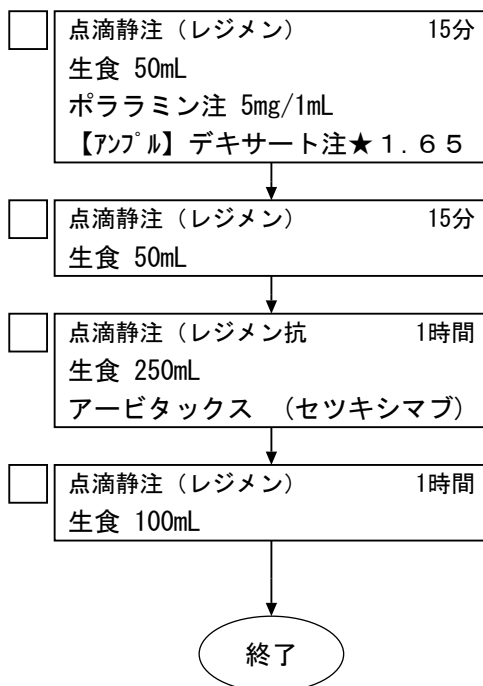 点滴静注（レジメン） 15分
生食 50mL
ポララミン注 5mg/1mL
【ｱﾝﾌﾟﾙ】デキサート注★１．６５
点滴静注（レジメン） 15分
生食 50mL
点滴静注（レジメン抗 1時間
生食 250mL
アービタックス （セツキシマブ）
点滴静注（レジメン） 1時間
生食 100mL
終了